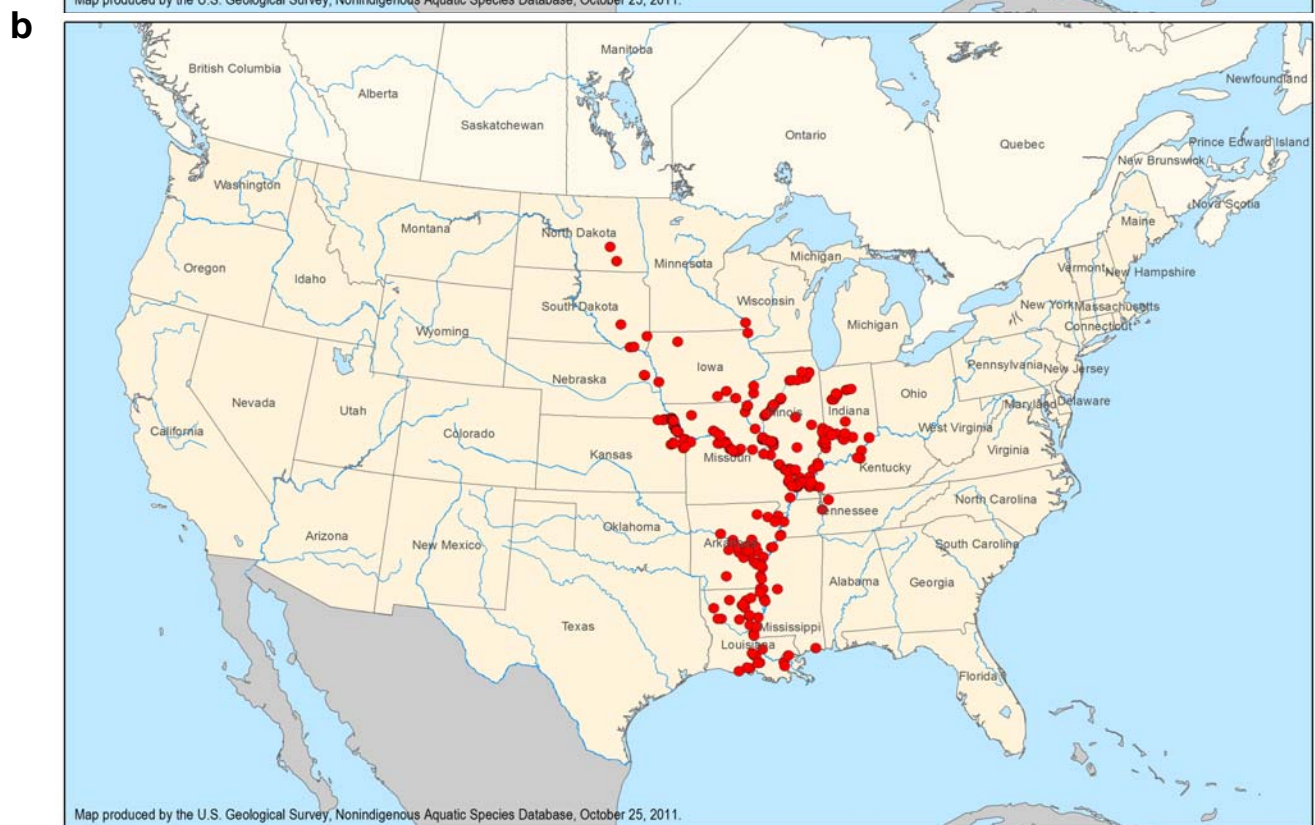 Map produced by the U.S. Geological Survey, Nonindigenous Aquatic Species Database, October 25, 2011.
b
Manitoba
British Columbia
Newfoundland
Alberta
Saskatchewan
Ontario
Quebec
Prince Edward Island
New Brunswick
Washington
Nova Scotia
Maine
Montana
North Dakota
Michigan
Minnesota
Vermont
New Hampshire
Oregon
Idaho
Wisconsin
South Dakota
New York
Massachusetts
Michigan
Connecticut
Wyoming
Iowa
Pennsylvania
New Jersey
Nebraska
Ohio
Nevada
Maryland
Delaware
Utah
Illinois
Indiana
California
Colorado
West Virginia
Kansas
Missouri
Virginia
Kentucky
North Carolina
Tennessee
Oklahoma
Arizona
New Mexico
Arkansas
South Carolina
Alabama
Georgia
Texas
Mississippi
Louisiana
Florida
Map produced by the U.S. Geological Survey, Nonindigenous Aquatic Species Database, October 25, 2011.